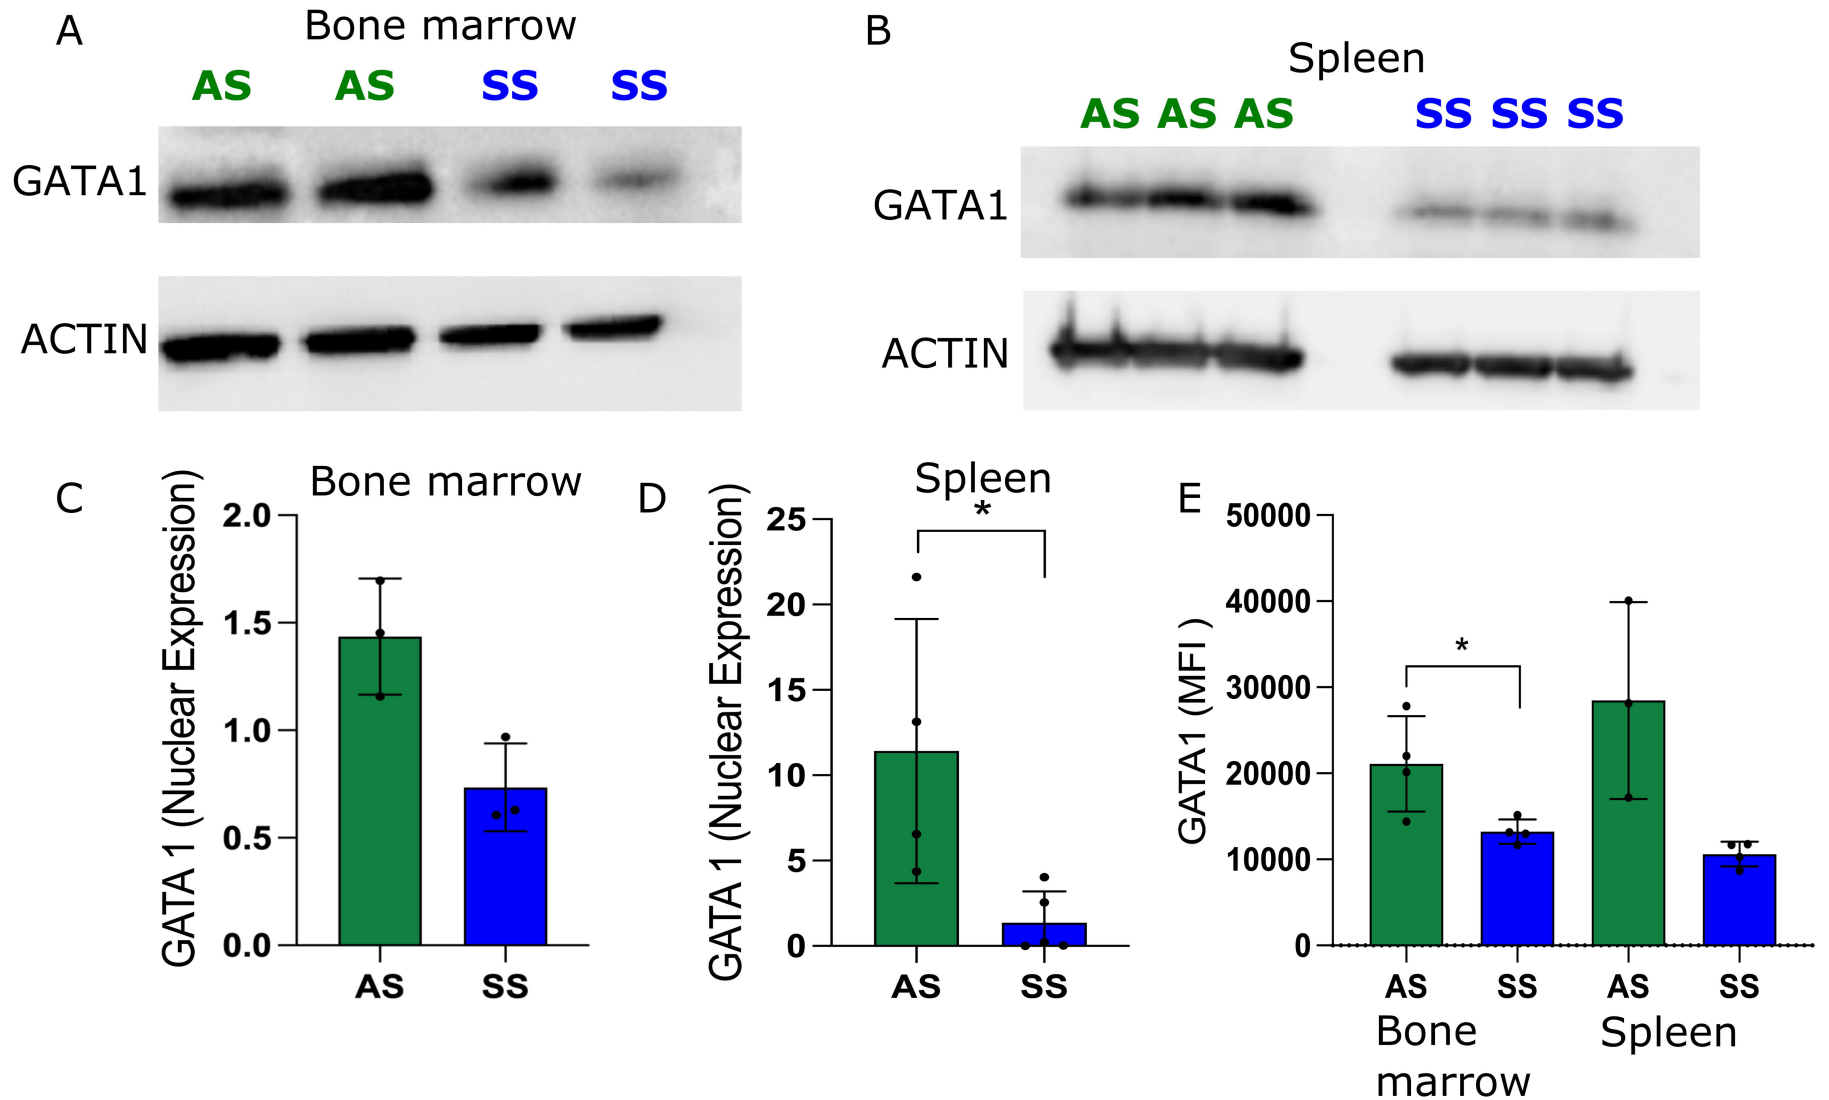 A
Bone marrow
AS AS SS SS
GATA1
ACTIN
B
Spleen
AS AS AS SS SS SS
GATA1
ACTIN
C
Bone marrow
GATA 1 (Nuclear Expression)
2.0
1.5
1.0
0.5
0.0
AS SS
D
Spleen
*
GATA 1 (Nuclear Expression)
25
20
15
10
5
0
AS SS
E
GATA1 (MFI )
50000
40000
30000
20000
10000
0
*
AS SS AS SS
Bone
marrow
Spleen